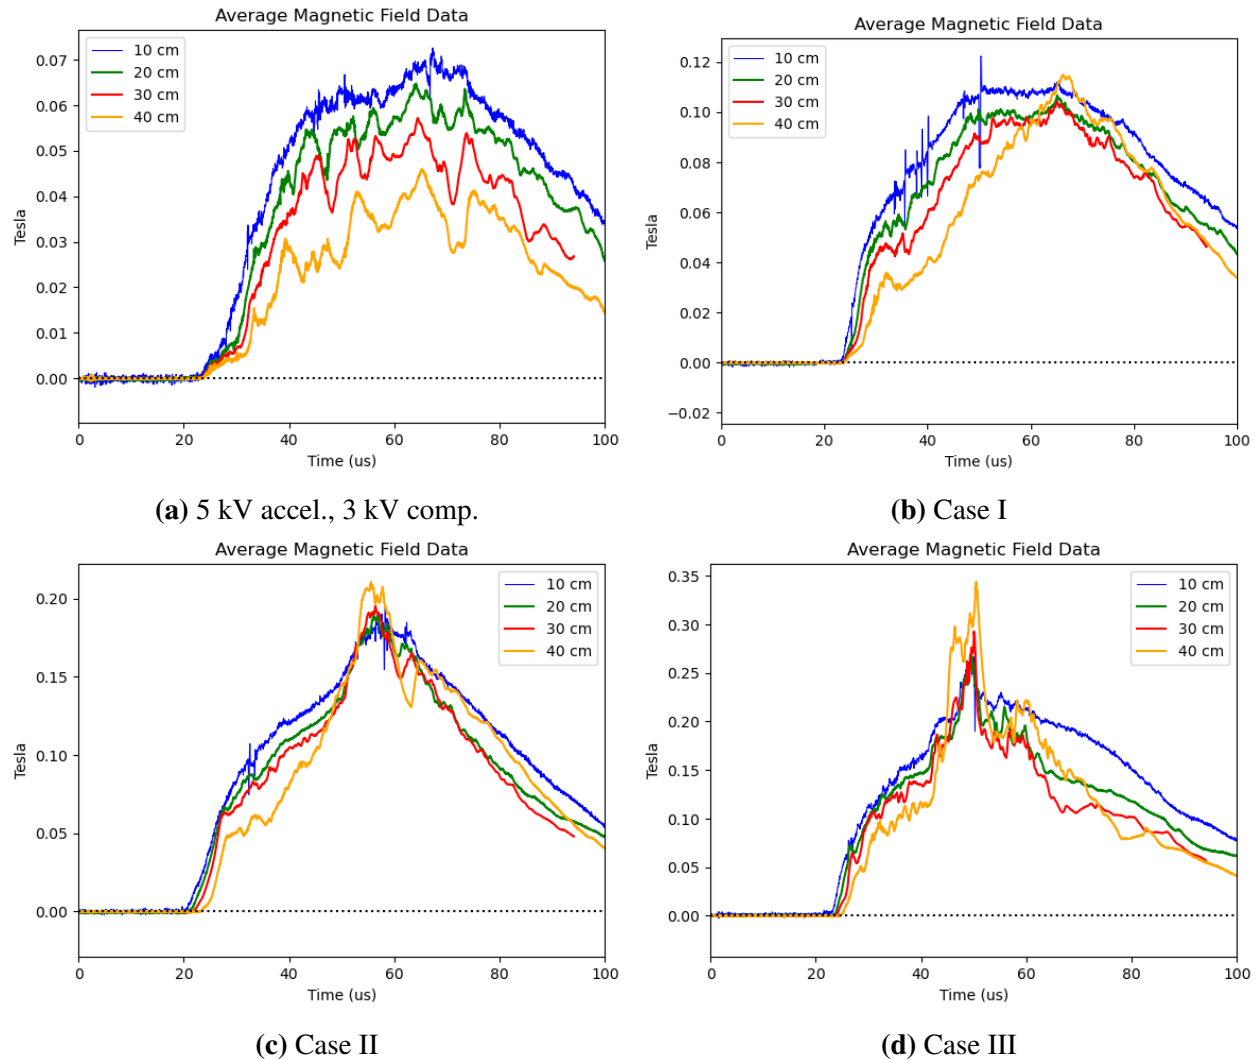 Average Magnetic Field Data
10 cm
20 cm
30 cm
40 cm
0.07
0.06
0.05
0.04
0.03
0.02
0.01
0.00
Tesla
0 20 40 60 80 100
Time (us)
(a) 5 kV accel., 3 kV comp.
Average Magnetic Field Data
10 cm
20 cm
30 cm
40 cm
0.12
0.10
0.08
0.06
0.04
0.02
0.00
−0.02
Tesla
0 20 40 60 80 100
Time (us)
(b) Case I
Average Magnetic Field Data
10 cm
20 cm
30 cm
40 cm
0.20
0.15
0.10
0.05
0.00
Tesla
0 20 40 60 80 100
Time (us)
(c) Case II
Average Magnetic Field Data
10 cm
20 cm
30 cm
40 cm
0.35
0.30
0.25
0.20
0.15
0.10
0.05
0.00
Tesla
0 20 40 60 80 100
Time (us)
(d) Case III